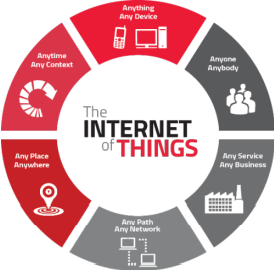 Anything
Any Device
Anyone
Anybody
Any Service
Any Business
Any Path
Any Network
Any Place
Anywhere
Anytime
Any Context
The
INTERNET
of THINGS